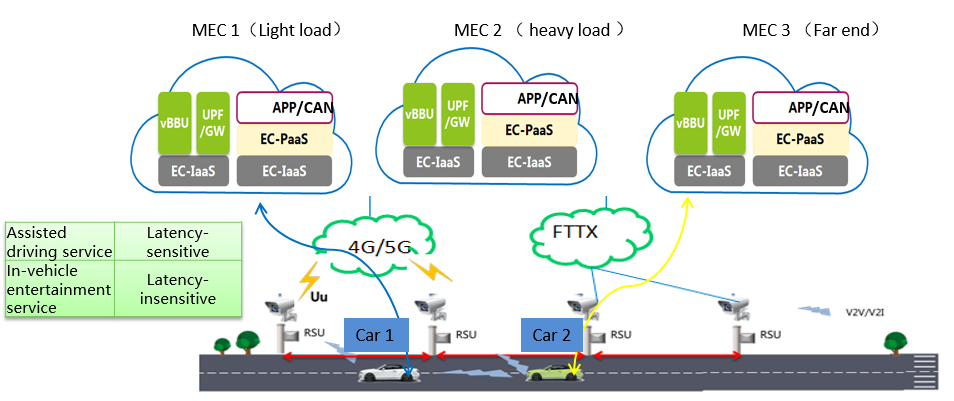 MEC 1（Light load）
MEC 2（ heavy load ）
MEC 3 （Far end）
vBBU
UPF
/GW
APP/CAN
EC-PaaS
EC-IaaS
EC-IaaS
vBBU
UPF
/GW
APP/CAN
EC-PaaS
EC-IaaS
EC-IaaS
vBBU
UPF
/GW
APP/CAN
EC-PaaS
EC-IaaS
EC-IaaS
Assisted
driving service
Latency-
sensitive
In-vehicle
entertainment
service
Latency-
insensitive
4G/5G
FTTX
Uu
RSU
Car 1
RSU
Car 2
RSU
RSU
V2V/V2I